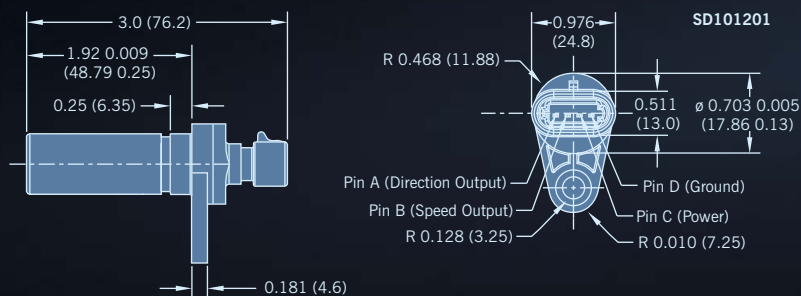 3.0 (76.2)
1.92 0.009
(48.79 0.25)
0.25 (6.35)
0.181 (4.6)
SD101201
0.976
(24.8)
R 0.468 (11.88)
0.511
(13.0)
ø 0.703 0.005
(17.86 0.13)
Pin A (Direction Output)
Pin B (Speed Output)
R 0.128 (3.25)
Pin D (Ground)
Pin C (Power)
R 0.010 (7.25)